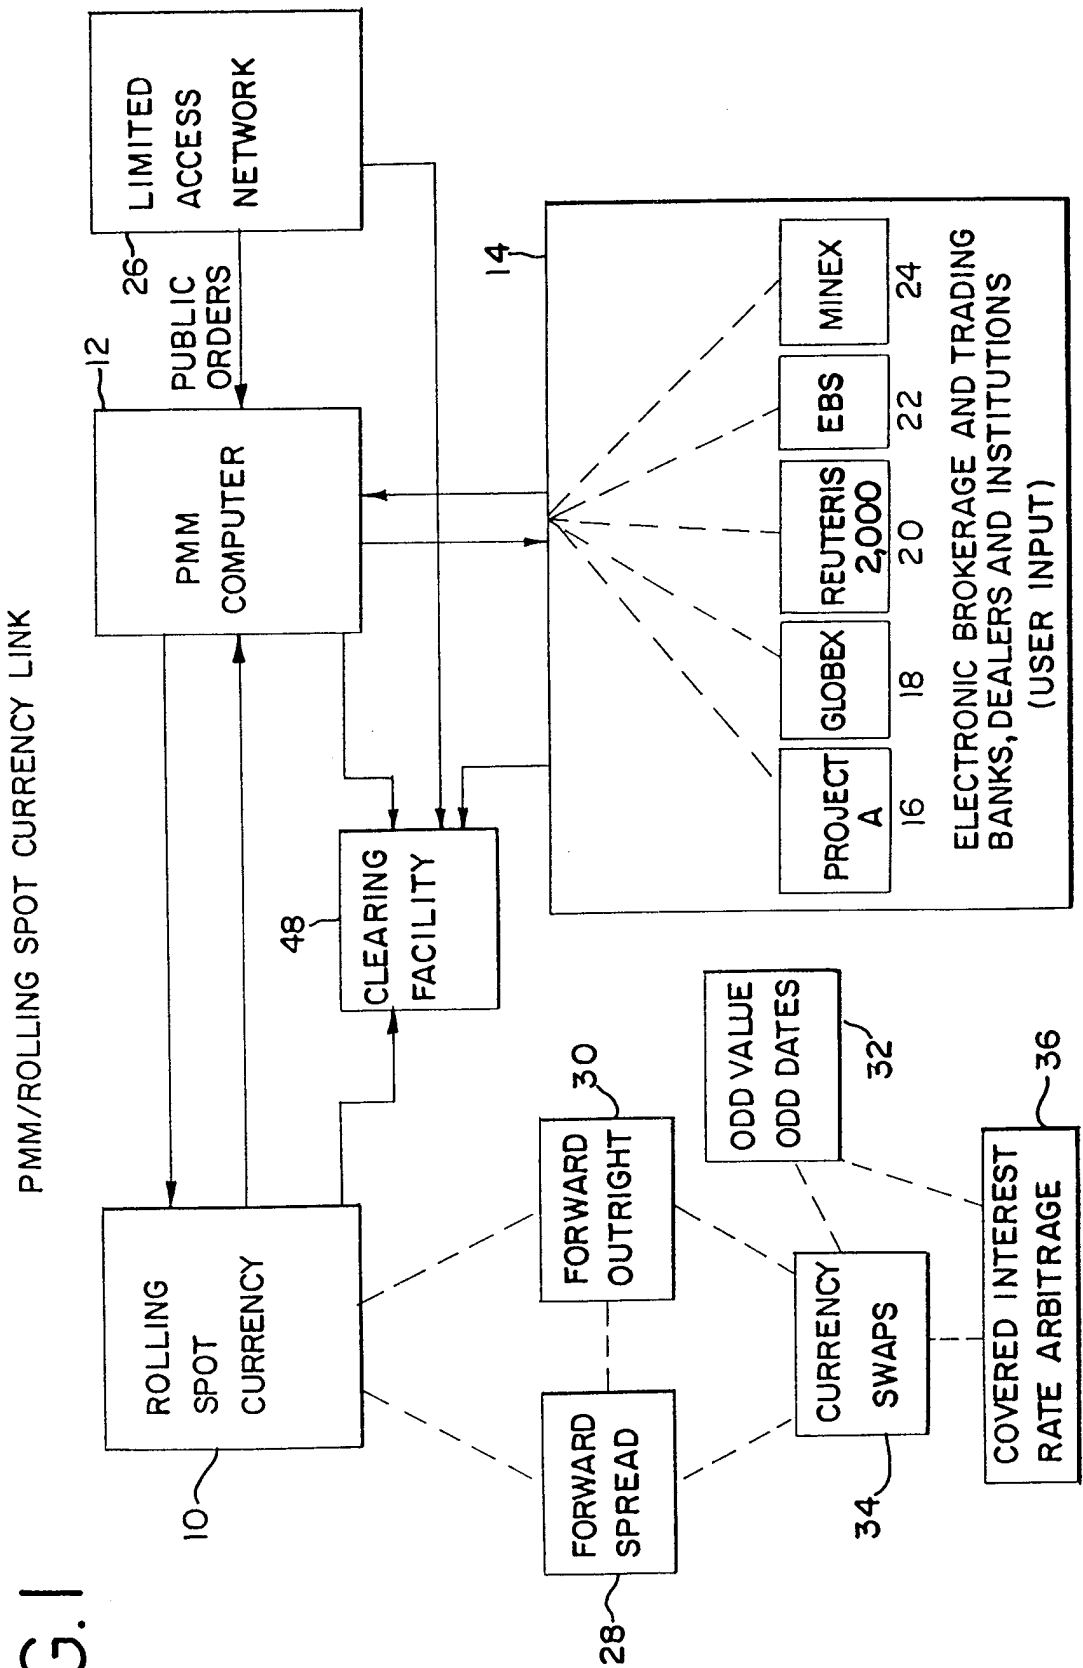 G. 1
PMM/ROLLING SPOT CURRENCY LINK
10
ROLLING
SPOT
CURRENCY
12
PMM
COMPUTER
PUBLIC
ORDERS
26
LIMITED
ACCESS
NETWORK
48
CLEARING
FACILITY
14
28
FORWARD
SPREAD
30
FORWARD
OUTRIGHT
34
CURRENCY
SWAPS
32
ODD VALUE
ODD DATES
36
COVERED INTEREST
RATE ARBITRAGE
PROJECT
A
GLOBEX
REUTERIS
2,000
EBS
MINEX
16
18
20
22
24
ELECTRONIC BROKERAGE AND TRADING
BANKS, DEALERS AND INSTITUTIONS
(USER INPUT)